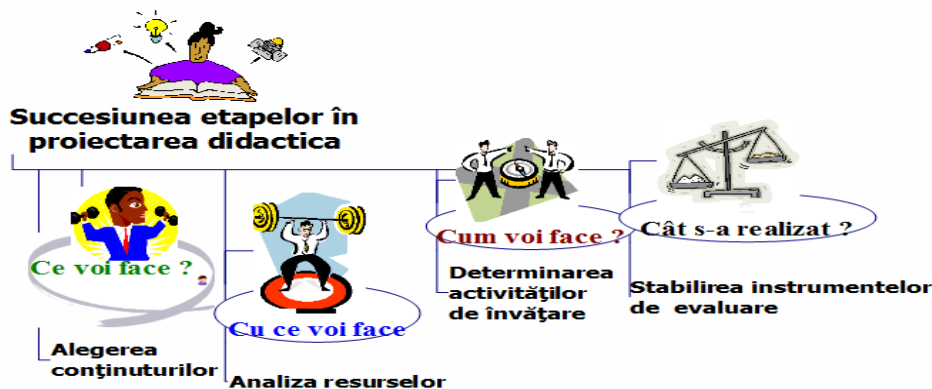 Succesiunea etapelor în
proiectarea didactica
Ce voi face ?
Alegerea
conţinuturilor
Cu ce voi face
Analiza resurselor
Cum voi face ?
Determinarea
activităţilor
de învăţare
Cât s-a realizat ?
Stabilirea instrumentelor
de evaluare